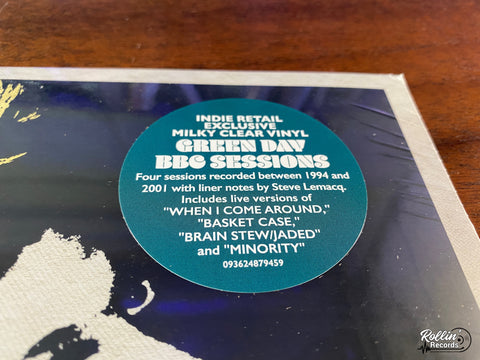 INDIE RETAIL
EXCLUSIVE
MILKY CLEAR VINYL
GREEN DAY
BBC SESSIONS
Four sessions recorded between 1994 and
2001 with liner notes by Steve Lemacq.
Includes live versions of
"WHEN I COME AROUND,"
"BASKET CASE,"
"BRAIN STEW/JADED"
and "MINORITY"
093624879459
Rollin
Records